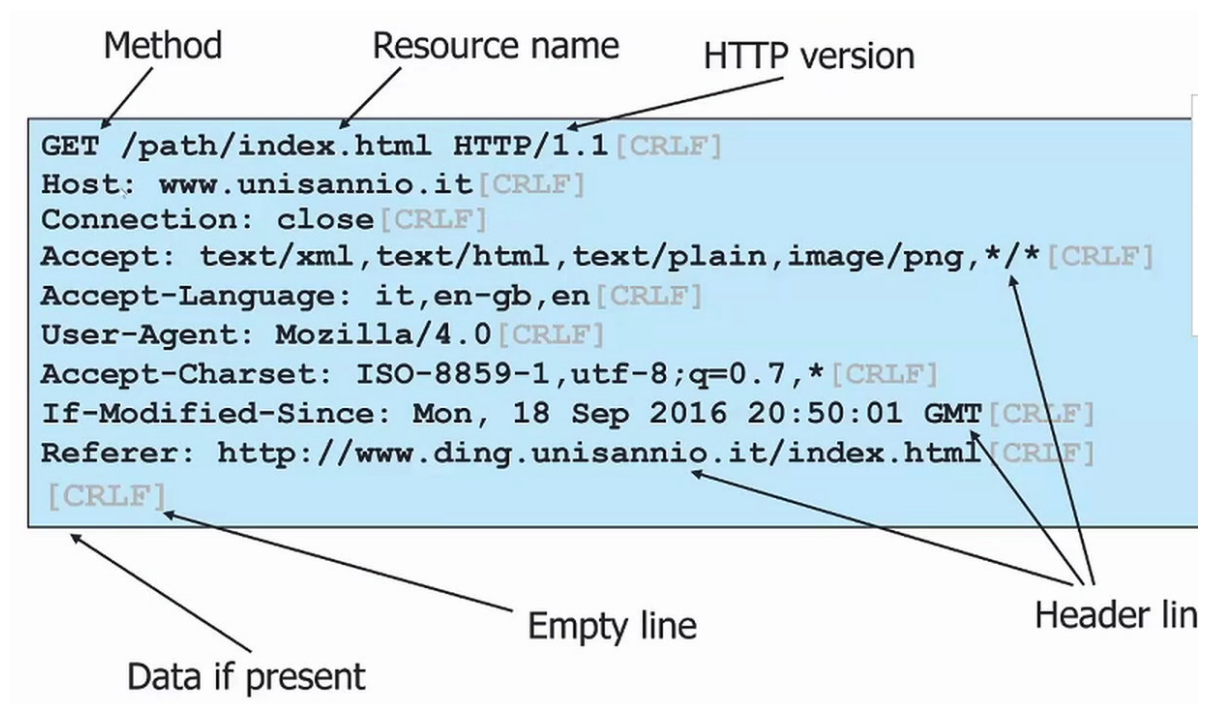 Method Resource name HTTP version
GET /path/index.html HTTP/1.1[CRLF]
Host: www.unisannio.it[CRLF]
Connection: close[CRLF]
Accept: text/xml,text/html,text/plain,image/png,*/*[CRLF]
Accept-Language: it,en-gb,en[CRLF]
User-Agent: Mozilla/4.0[CRLF]
Accept-Charset: ISO-8859-1,utf-8;q=0.7,*[CRLF]
If-Modified-Since: Mon, 18 Sep 2016 20:50:01 GMT[CRLF]
Referer: http://www.ding.unisannio.it/index.html[CRLF]
[CRLF]
Header lin
Empty line
Data if present